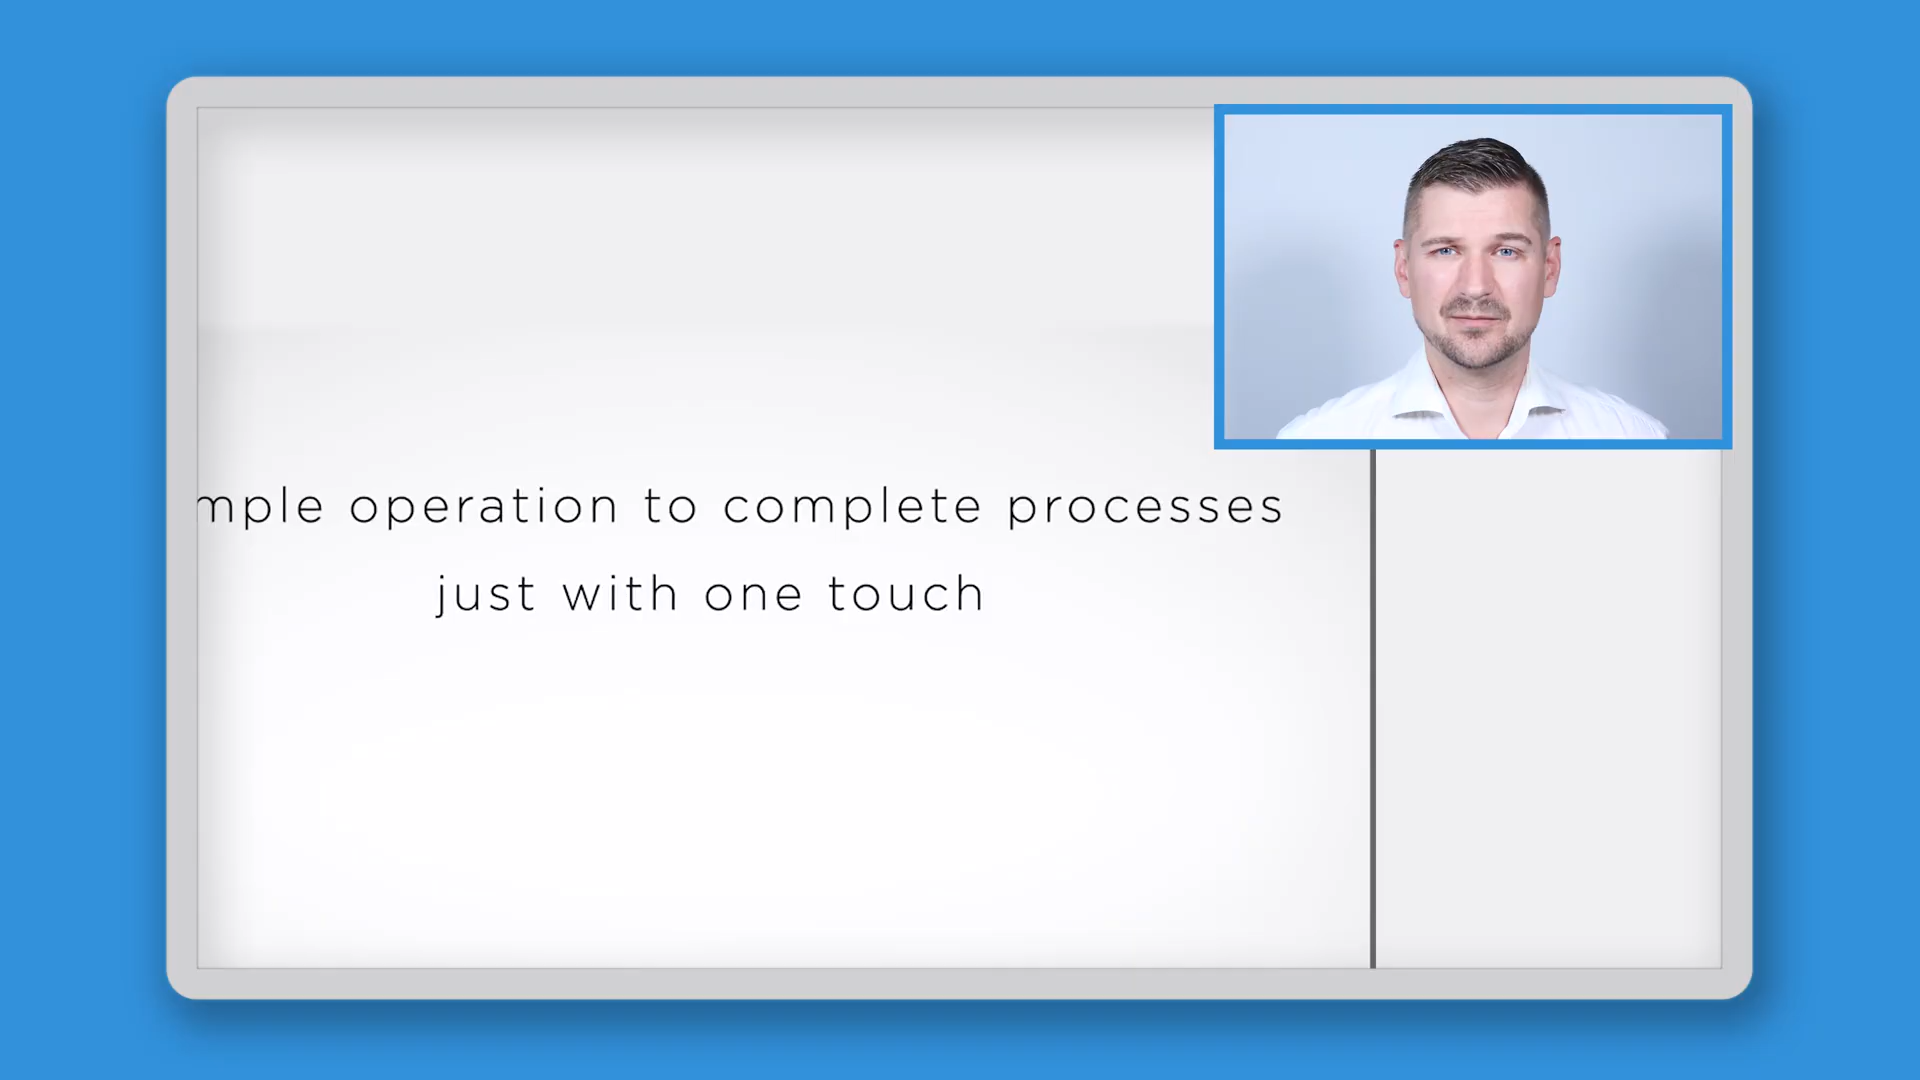 mple operation to complete processes
just with one touch